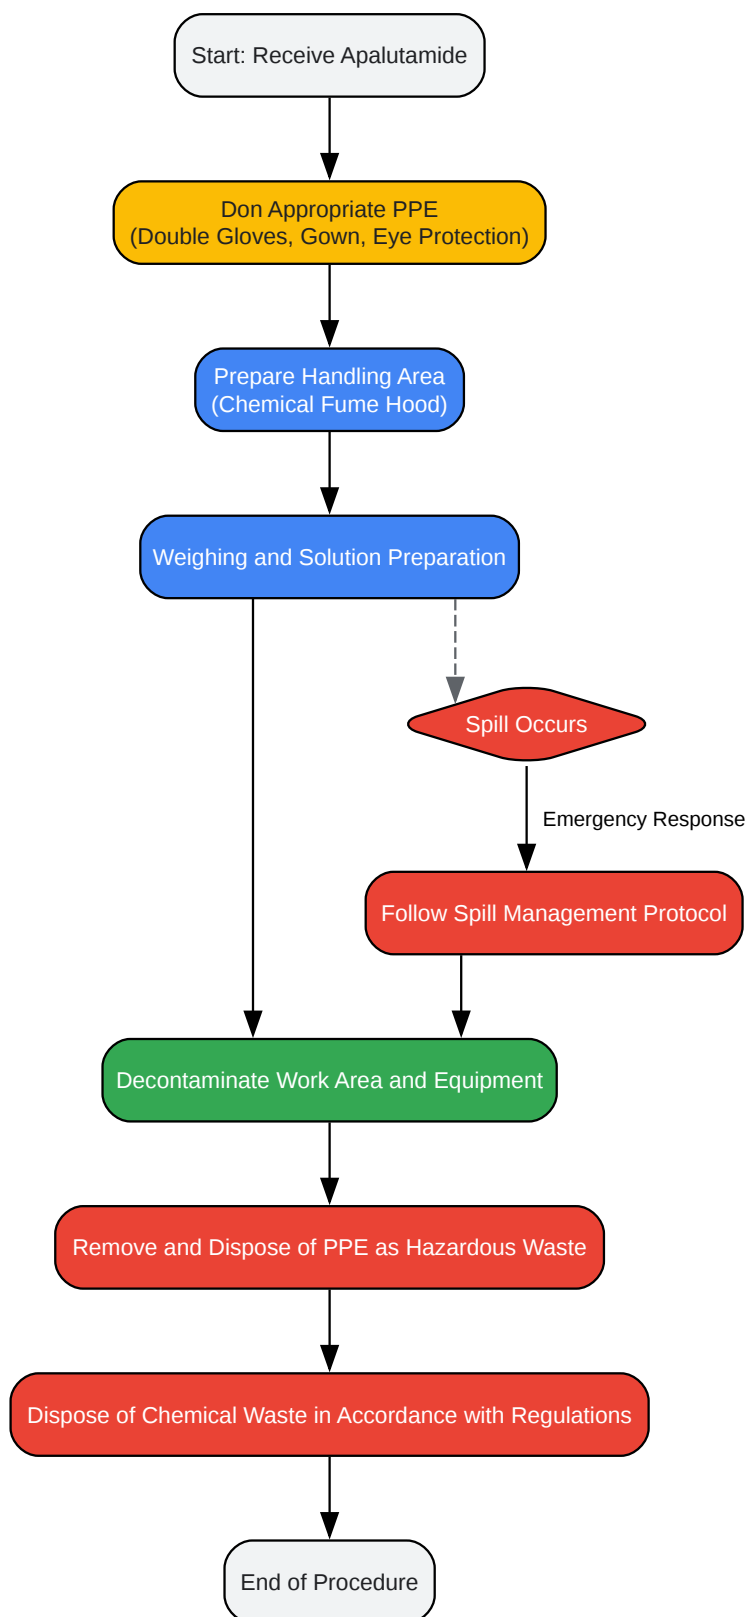 Start: Receive Apalutamide
Don Appropriate PPE
(Double Gloves, Gown, Eye Protection)
Prepare Handling Area
(Chemical Fume Hood)
Weighing and Solution Preparation
Spill Occurs
Emergency Response
Follow Spill Management Protocol
Decontaminate Work Area and Equipment
Remove and Dispose of PPE as Hazardous Waste
Dispose of Chemical Waste in Accordance with Regulations
End of Procedure